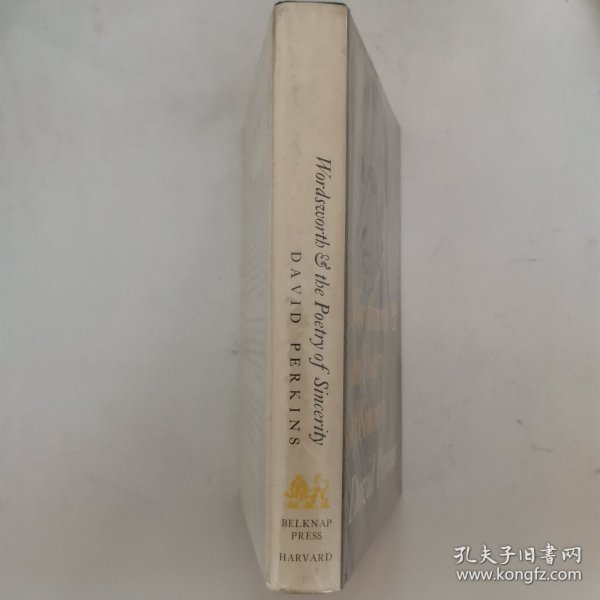 Wordsworth & the Poetry of Sincerity
DAVID PERKINS
BELKNAP
PRESS
HARVARD
孔夫子旧书网
www.kongfz.com